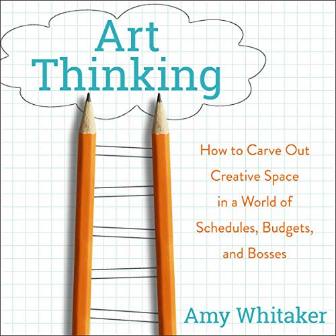 Art
Thinking
How to Carve Out
Creative Space
in a World of
Schedules, Budgets,
and Bosses
Amy Whitaker